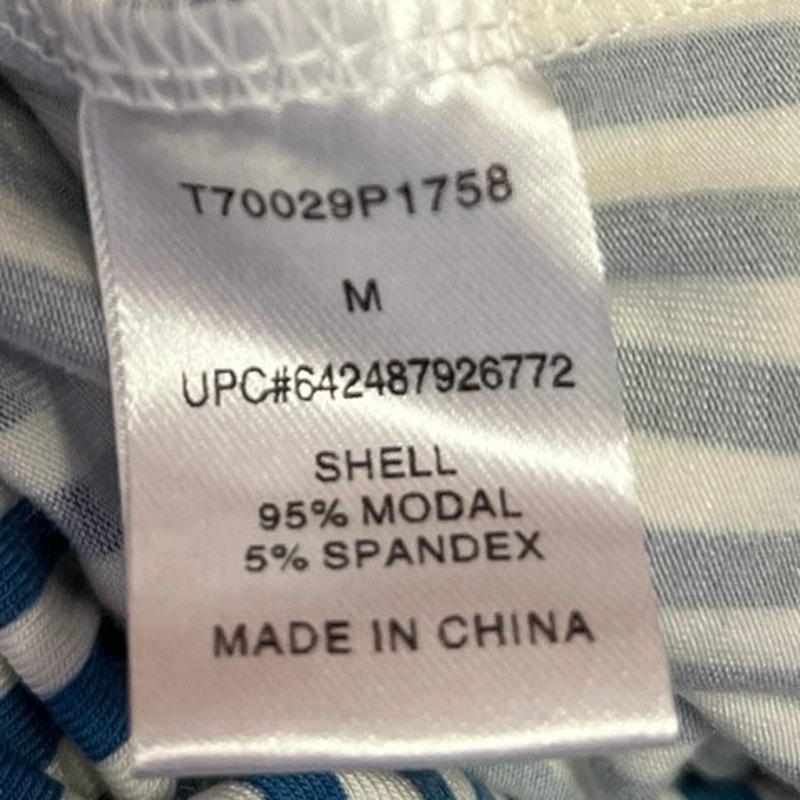 T70029P1758
M
UPC#642487926772
SHELL
95% MODAL
5% SPANDEX
MADE IN CHINA